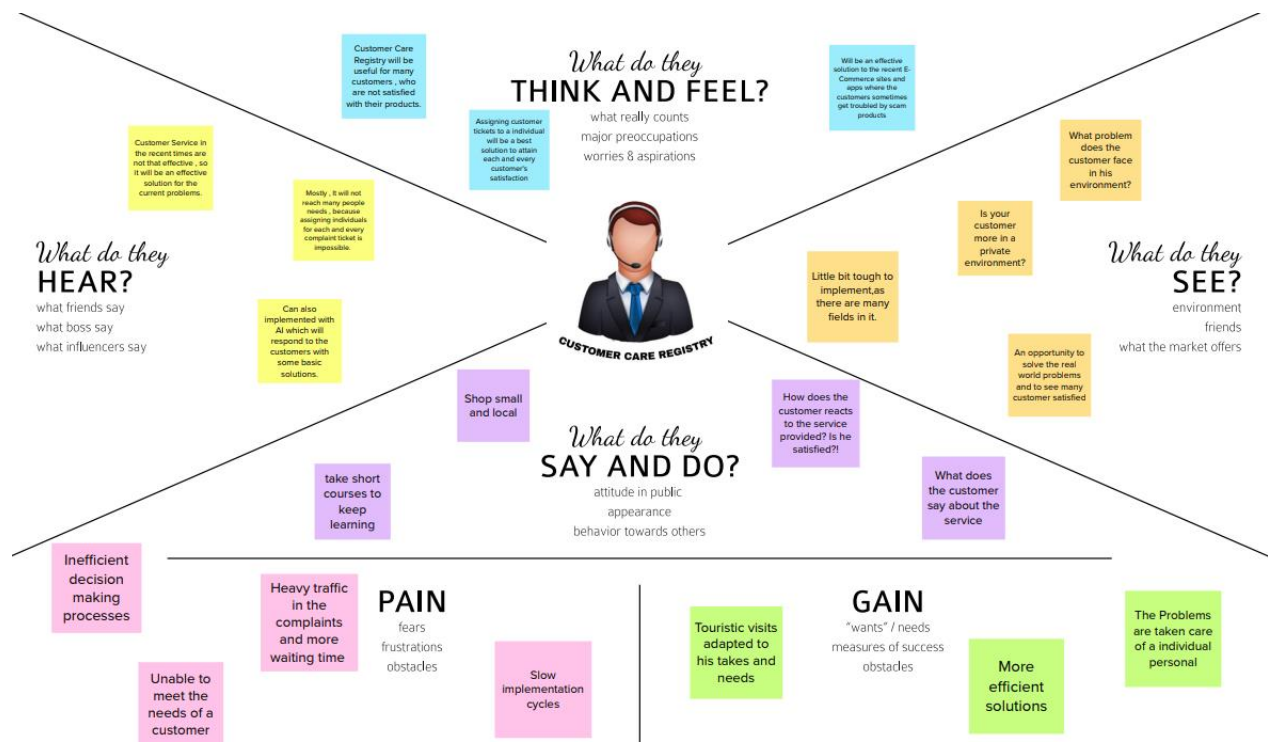 Customer Care
Registry will be
useful for many
customers , who
are not satisfied
with their products.
What do they
THINK AND FEEL?
what really counts
major preoccupations
worries & aspirations
Assigning customer
tickets to a individual
will be a best
solution to attain
each and every
customer's
satisfaction
Will be an effective
solution to the recent E-
Commerce sites and
apps where the
customers sometimes
get troubled by scam
products
Customer Service in
the recent times are
not that effective , so
it will be an effective
solution for the
current problems.
Mostly , It will not
reach many people
needs , because
assigning individuals
for each and every
complaint ticket is
impossible.
What do they
HEAR?
what friends say
what boss say
what influencers say
Can also
implemented with
AI which will
respond to the
customers with
some basic
solutions.
CUSTOMER CARE REGISTRY
What problem
does the
customer face in
his environment?
Is your
customer
more in a
private
environment?
Little bit tough to
implement,as
there are many
fields in it.
What do they
SEE?
environment
friends
what the market offers
An opportunity to
solve the real
world problems
and to see many
customer satisfied
Shop small
and local
What do they
SAY AND DO?
attitude in public
appearance
behavior towards others
take short
courses to
keep
learning
How does the
customer reacts
to the service
provided? Is he
satisfied?!
What does
the customer
say about the
service
Inefficient
decision
making
processes
Heavy traffic
in the
complaints
and more
waiting time
PAIN
fears
frustrations
obstacles
Unable to
meet the
needs of a
customer
Slow
implementation
cycles
Touristic visits
adapted to
his takes and
needs
GAIN
"wants" / needs
measures of success
obstacles
More
efficient
solutions
The Problems
are taken care
of a individual
personal